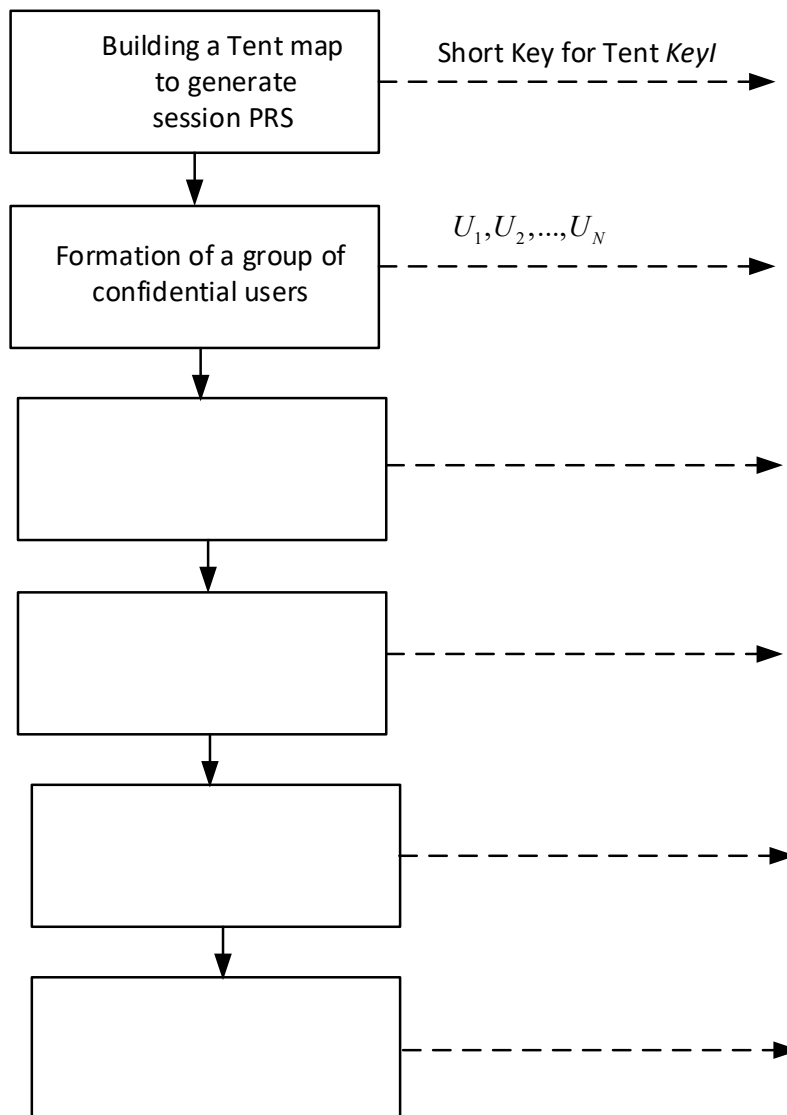 Building a Tent map
to generate
session PRS
Short Key for Tent KeyI
Formation of a group of
confidential users
U₁,U₂,...,U_N